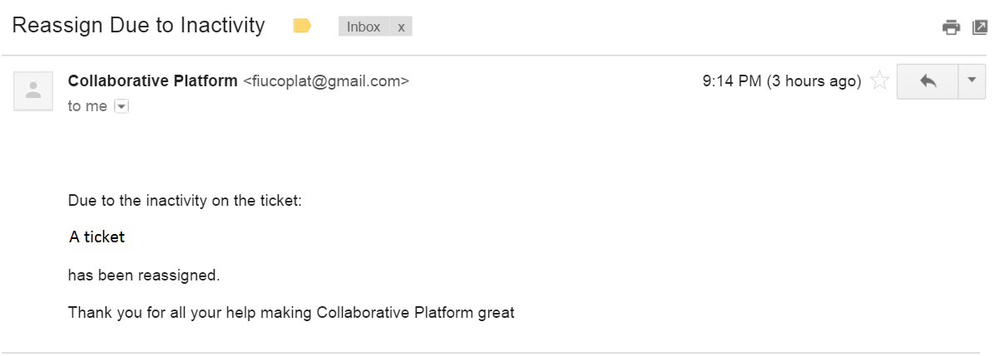 Reassign Due to Inactivity Inbox x
Collaborative Platform <fiucoplat@gmail.com> 9:14 PM (3 hours ago)
to me
Due to the inactivity on the ticket:
A ticket
has been reassigned.
Thank you for all your help making Collaborative Platform great